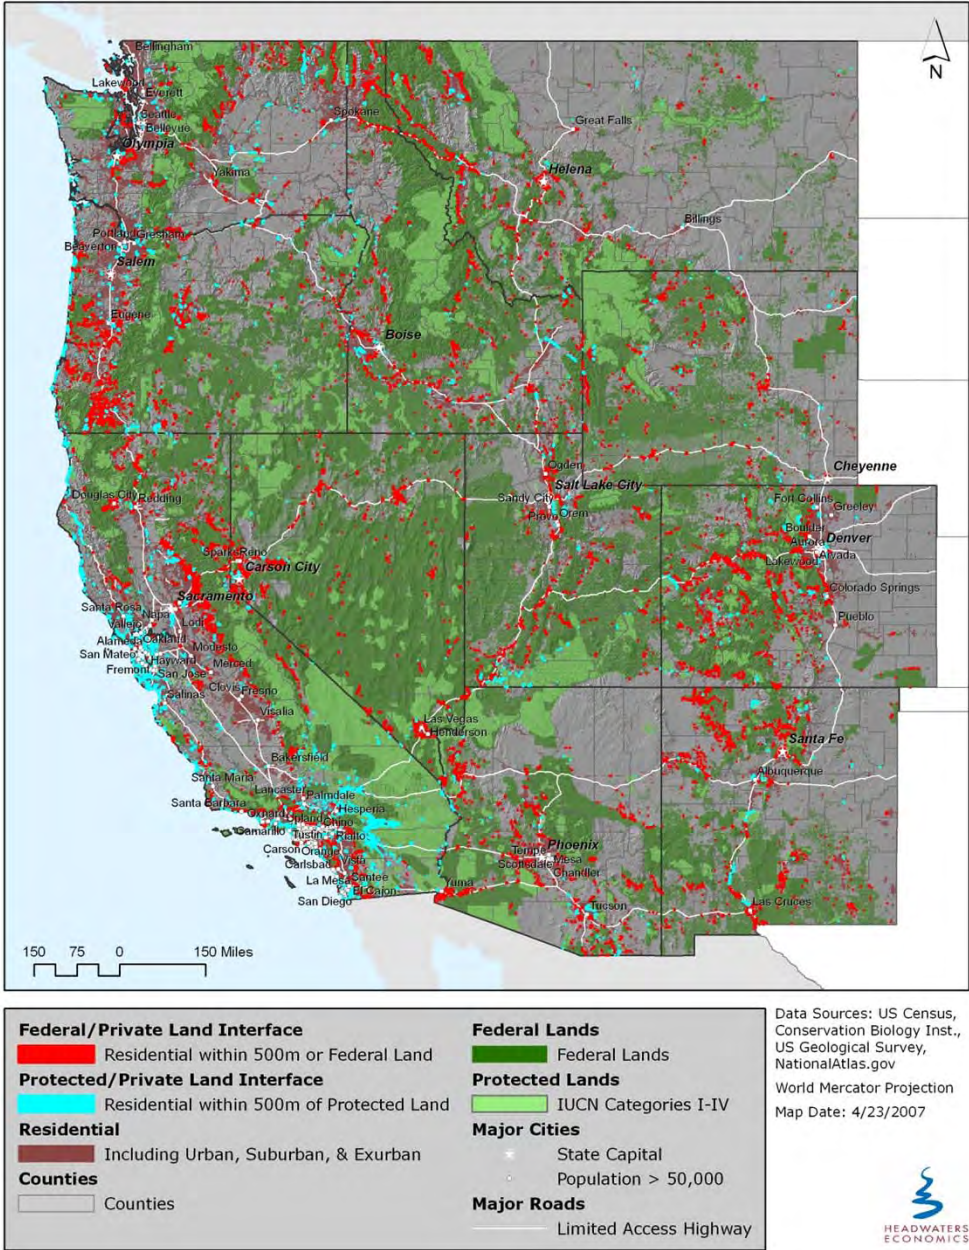 N
Bellingham
Lakewood
Everett
Seattle
Bellevue
Olympia
Spokane
Great Falls
Helena
Yakima
Billings
Portland
Gresham
Beaverton
Salem
Eugene
Boise
Cheyenne
Ogden
Salt Lake City
Sandy City
Orem
Provo
Douglas City
Redding
Fort Collins
Greeley
Boulder
Denver
Aurora
Arvada
Lakewood
Sparks
Reno
Carson City
Colorado Springs
Sacramento
Pueblo
Santa Rosa
Napa
Vallejo
Lodi
Alameda
Oakland
San Mateo
Modesto
Hayward
Fremont
Merced
San Jose
Clovis
Fresno
Salinas
Visalia
Las Vegas
Henderson
Santa Fe
Bakersfield
Albuquerque
Santa Maria
Lancaster
Palmdale
Santa Barbara
Hesperia
Oxnard
Upland
Chino
Camarillo
Tustin
Rialto
Carson
Orange
Carlsbad
Vista
La Mesa
Santee
El Cajon
San Diego
Yuma
Phoenix
Tempe
Mesa
Scottsdale
Chandler
Tucson
Las Cruces
150 75 0 150 Miles
Federal/Private Land Interface
Residential within 500m or Federal Land
Protected/Private Land Interface
Residential within 500m of Protected Land
Residential
Including Urban, Suburban, & Exurban
Counties
Counties
Federal Lands
Federal Lands
Protected Lands
IUCN Categories I-IV
Major Cities
State Capital
Population > 50,000
Major Roads
Limited Access Highway
Data Sources: US Census,
Conservation Biology Inst.,
US Geological Survey,
NationalAtlas.gov
World Mercator Projection
Map Date: 4/23/2007
HEADWATERS
ECONOMICS